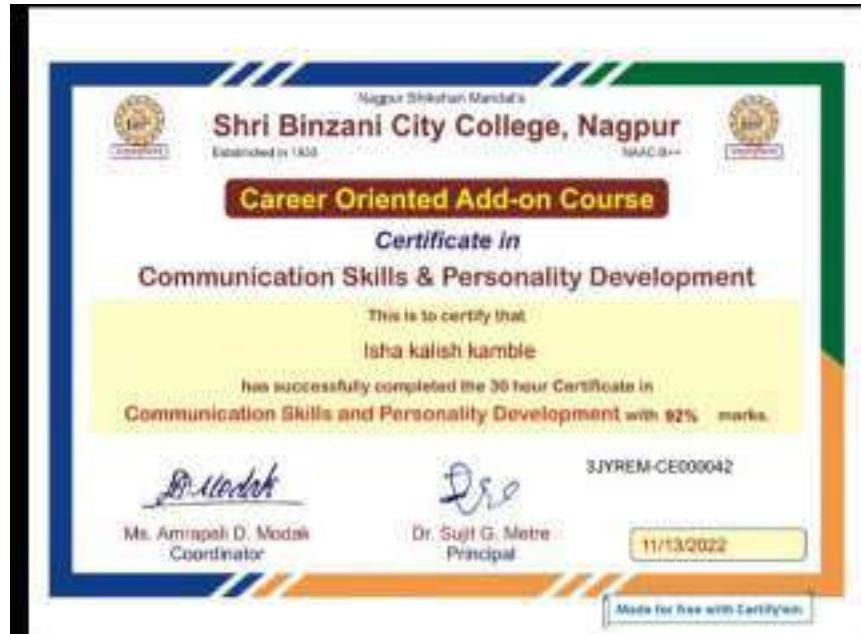 Nagpur Shikshan Mandal's
Shri Binzani City College, Nagpur
Established in 1930
NAAC B++
Career Oriented Add-on Course
Certificate in
Communication Skills & Personality Development
This is to certify that
Isha kalish kamble
has successfully completed the 30 hour Certificate in
Communication Skills and Personality Development with 92% marks.
3JYREM-CE000042
Ms. Amrapali D. Modak
Coordinator
Dr. Sujit G. Metre
Principal
11/13/2022
Made for free with Certify'em